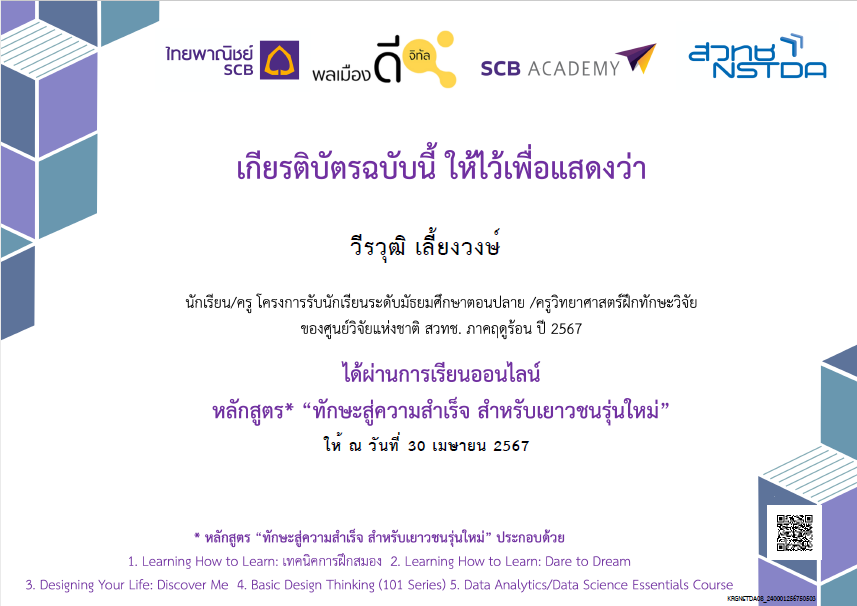 ไทยพาณิชย์
SCB
พลเมืองดี
ดิจิทัล
SCB ACADEMY
สวทช
NSTDA
เกียรติบัตรฉบับนี้ ให้ไว้เพื่อแสดงว่า
วีรวุฒิ เลี้ยงวงษ์
นักเรียน/ครู โครงการรับนักเรียนระดับมัธยมศึกษาตอนปลาย /ครูวิทยาศาสตร์ฝึกทักษะวิจัย
ของศูนย์วิจัยแห่งชาติ สวทช. ภาคฤดูร้อน ปี 2567
ได้ผ่านการเรียนออนไลน์
หลักสูตร* “ทักษะสู่ความสำเร็จ สำหรับเยาวชนรุ่นใหม่”
ให้ ณ วันที่ 30 เมษายน 2567
* หลักสูตร “ทักษะสู่ความสำเร็จ สำหรับเยาวชนรุ่นใหม่” ประกอบด้วย
1. Learning How to Learn: เทคนิคการฝึกสมอง 2. Learning How to Learn: Dare to Dream
3. Designing Your Life: Discover Me 4. Basic Design Thinking (101 Series) 5. Data Analytics/Data Science Essentials Course